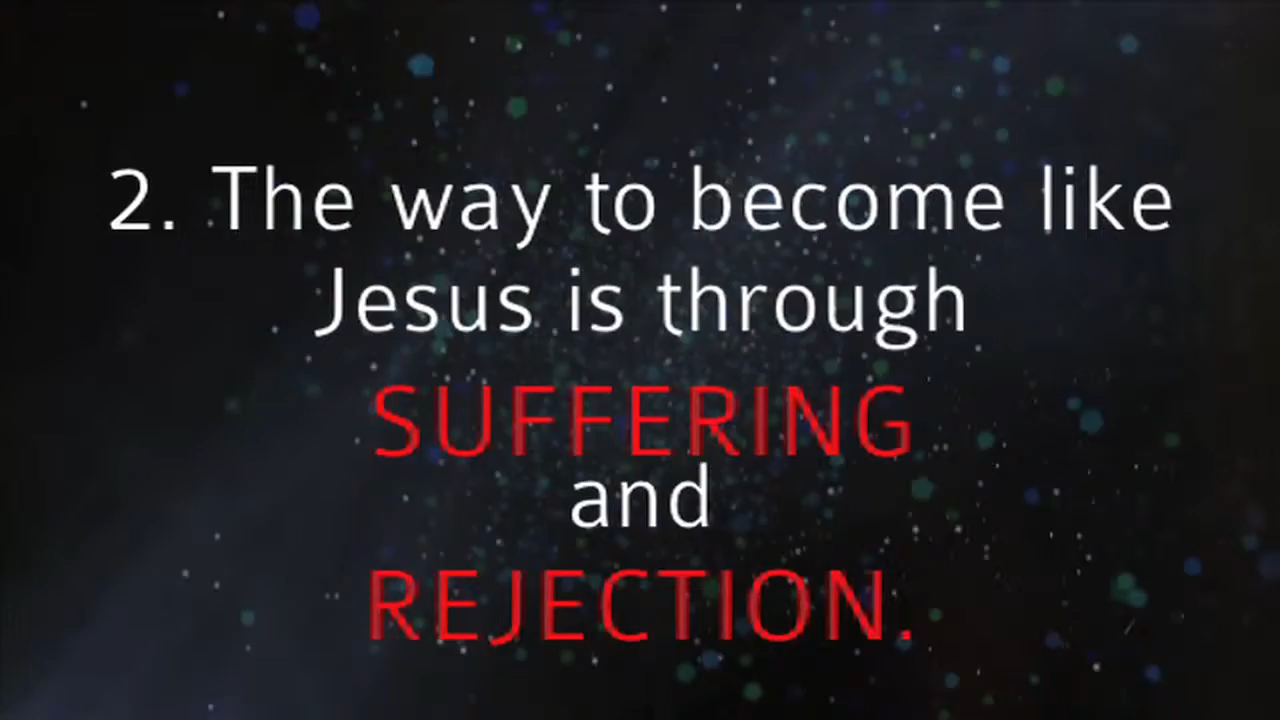 2. The way to become like
Jesus is through
SUFFERING
and
REJECTION.